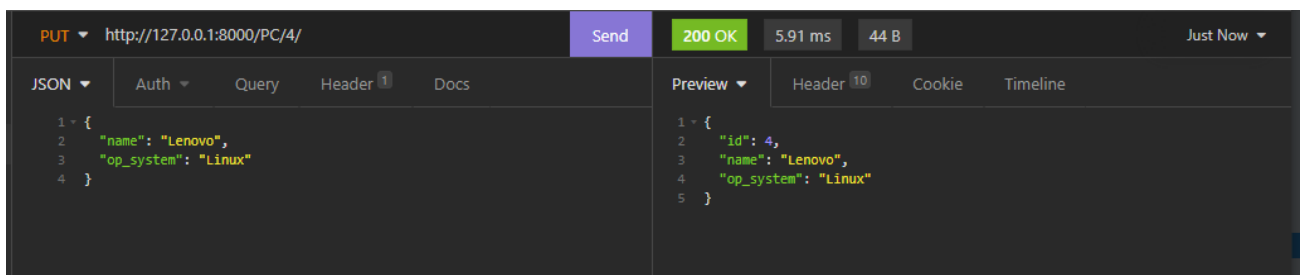 PUT http://127.0.0.1:8000/PC/4/ Send 200 OK 5.91 ms 44 B Just Now
JSON Auth Query Header 1 Docs Preview Header 10 Cookie Timeline
1 {
2 "name": "Lenovo",
3 "op_system": "Linux"
4 }
1 {
2 "id": 4,
3 "name": "Lenovo",
4 "op_system": "Linux"
5 }